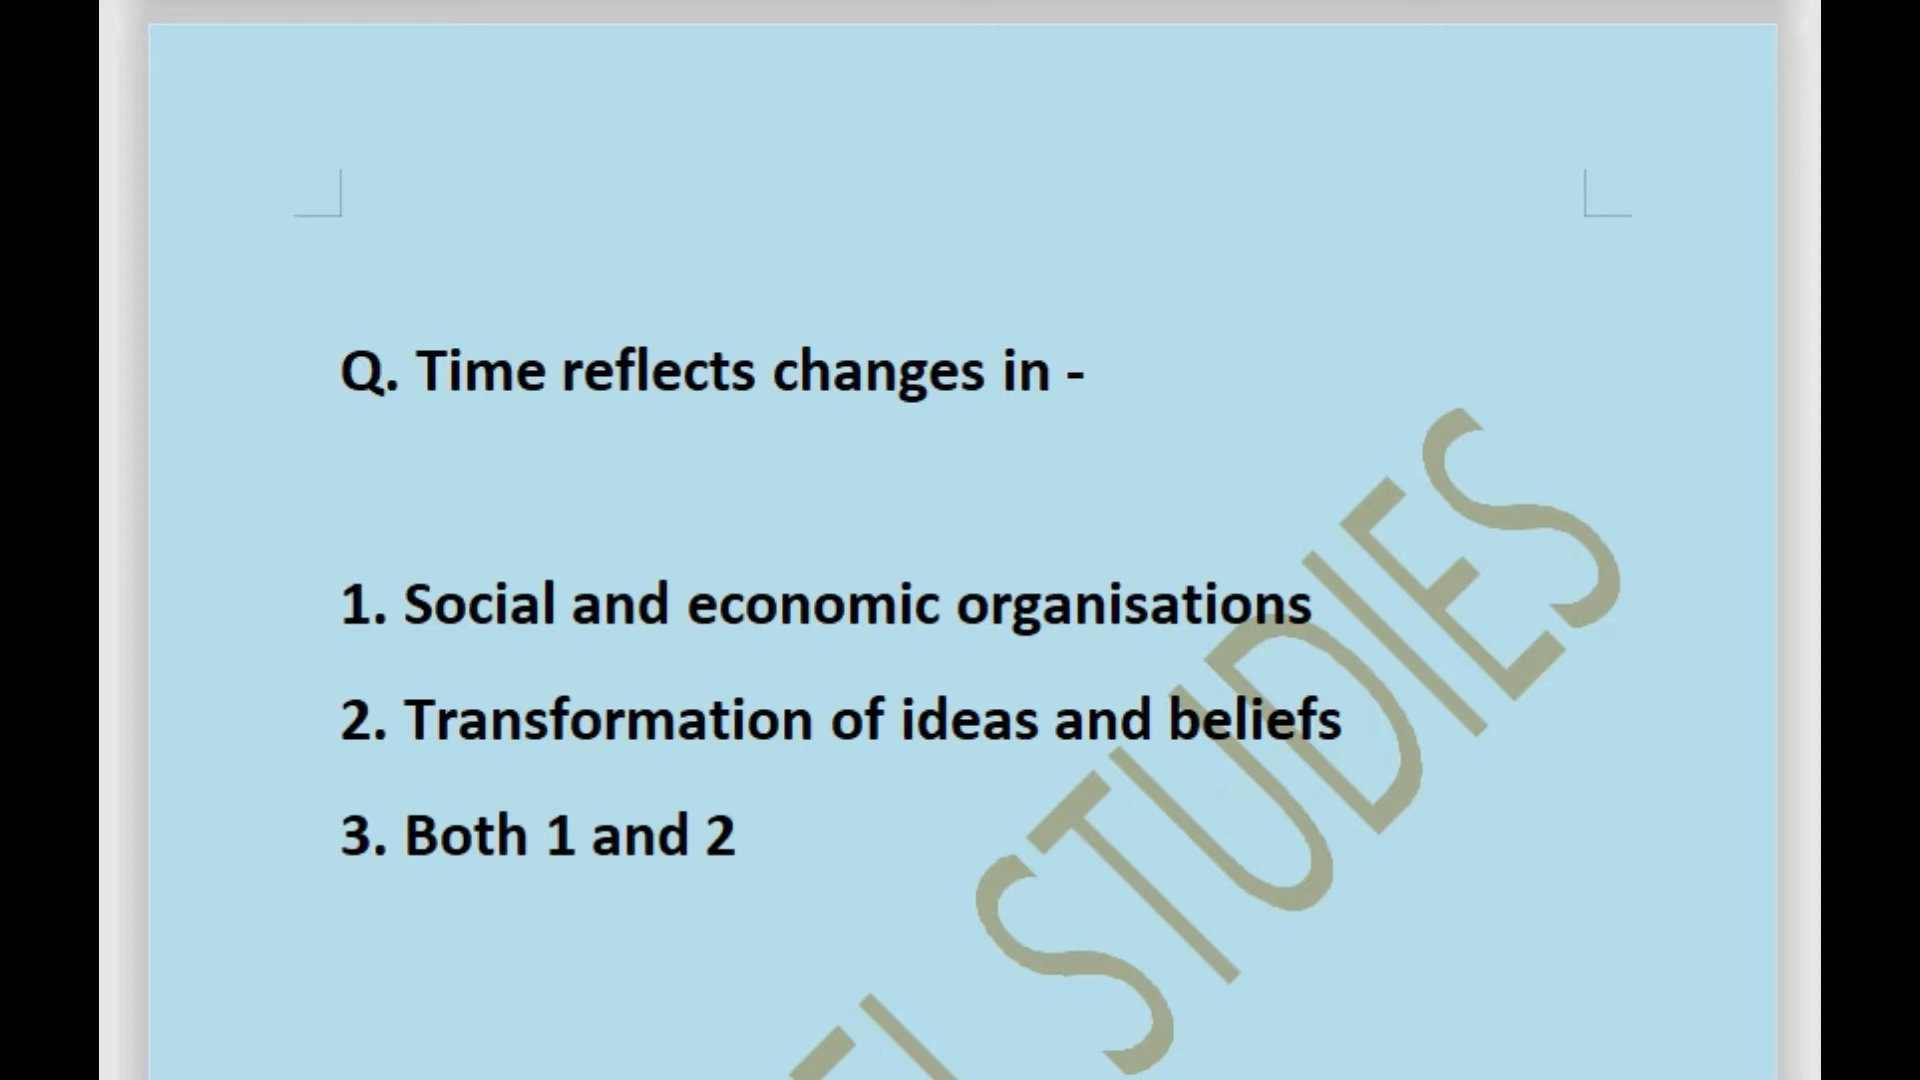 Q. Time reflects changes in -
1. Social and economic organisations
2. Transformation of ideas and beliefs
3. Both 1 and 2
STUDIES